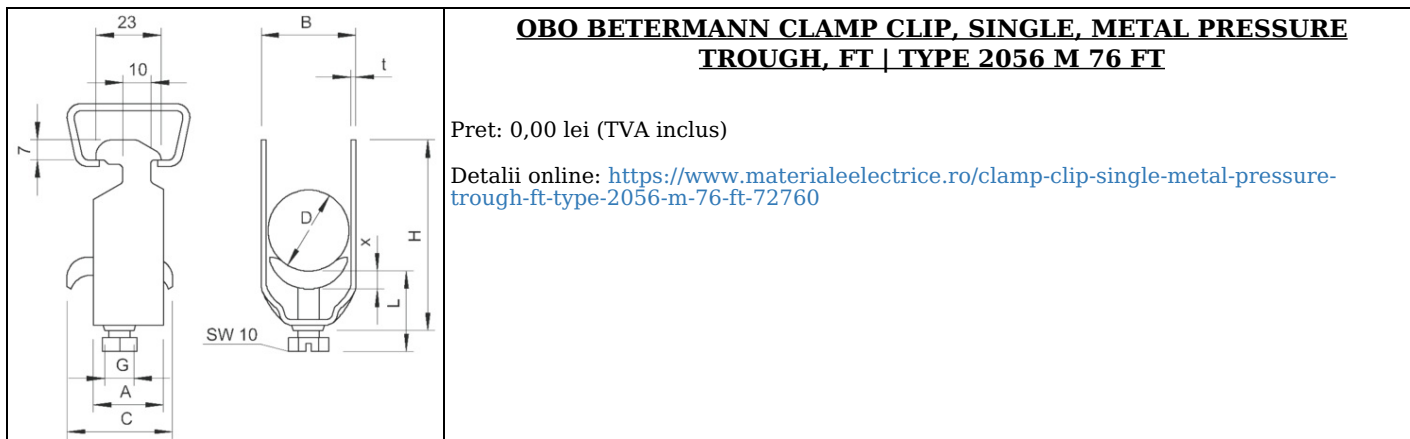 23
10
7
G
A
C
B
t
D
x
H
L
SW 10
OBO BETERMANN CLAMP CLIP, SINGLE, METAL PRESSURE
TROUGH, FT | TYPE 2056 M 76 FT
Pret: 0,00 lei (TVA inclus)
Detalii online: https://www.materialeelectrice.ro/clamp-clip-single-metal-pressure-
trough-ft-type-2056-m-76-ft-72760